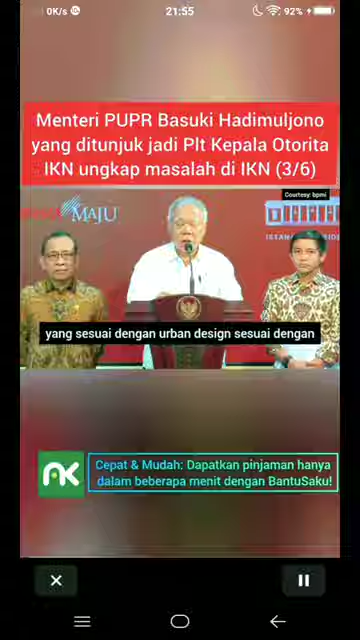 0K/s
21:55
92%
Menteri PUPR Basuki Hadimuljono
yang ditunjuk jadi Plt Kepala Otorita
IKN ungkap masalah di IKN (3/6)
Courtesy: bpmi
MAJU
yang sesuai dengan urban design sesuai dengan
Cepat & Mudah: Dapatkan pinjaman hanya
dalam beberapa menit dengan BantuSaku!